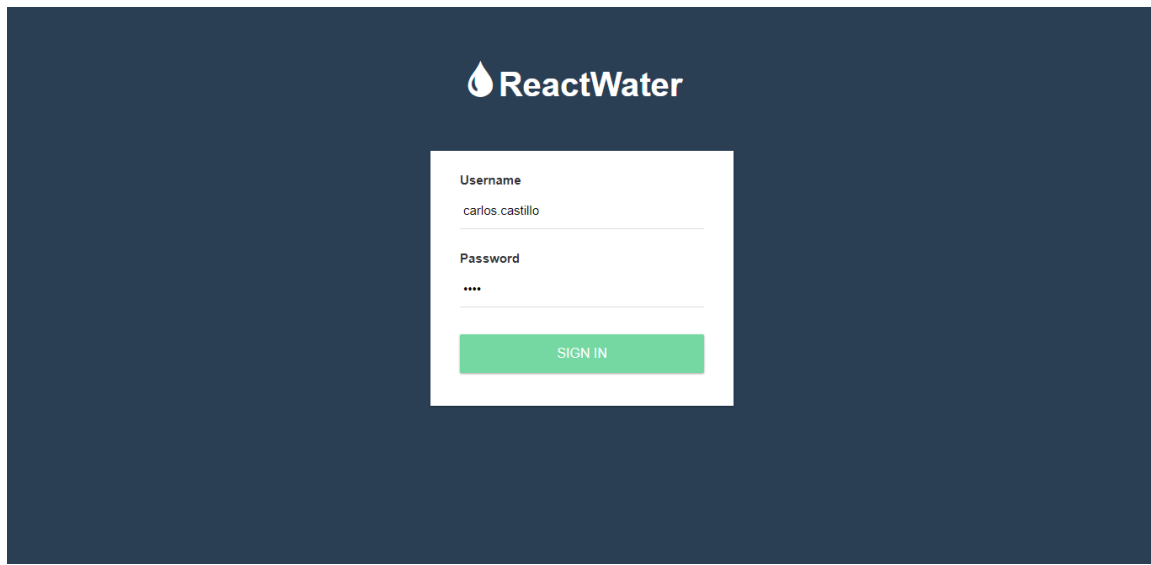 ReactWater
Username
carlos.castillo
Password
••••
SIGN IN